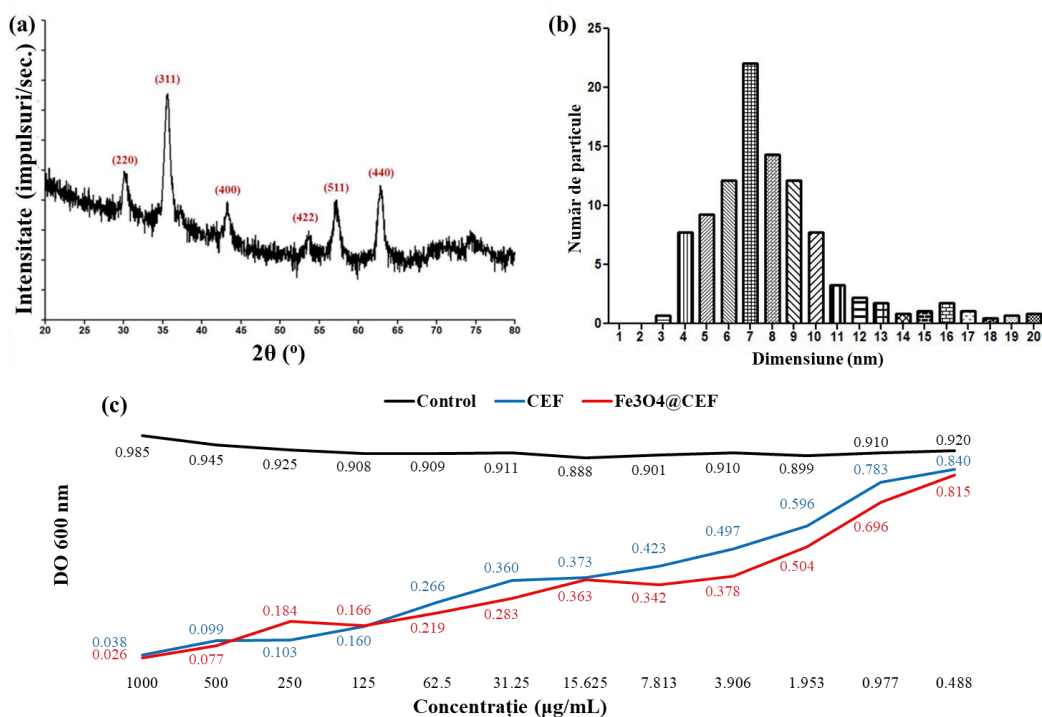 (a)
Intensitate (impulsuri/sec.)
(220)
(311)
(400)
(422)
(511)
(440)
20 25 30 35 40 45 50 55 60 65 70 75 80
2θ (º)
(b)
Număr de particule
25
20
15
10
5
0
1 2 3 4 5 6 7 8 9 10 11 12 13 14 15 16 17 18 19 20
Dimensiune (nm)
(c)
Control CEF Fe3O4@CEF
DO 600 nm
0.985 0.945 0.925 0.908 0.909 0.911 0.888 0.901 0.910 0.899 0.910 0.920
0.038 0.099 0.103 0.160 0.266 0.360 0.373 0.423 0.497 0.596 0.783 0.840
0.026 0.077 0.184 0.166 0.219 0.283 0.363 0.342 0.378 0.504 0.696 0.815
1000 500 250 125 62.5 31.25 15.625 7.813 3.906 1.953 0.977 0.488
Concentrație (µg/mL)